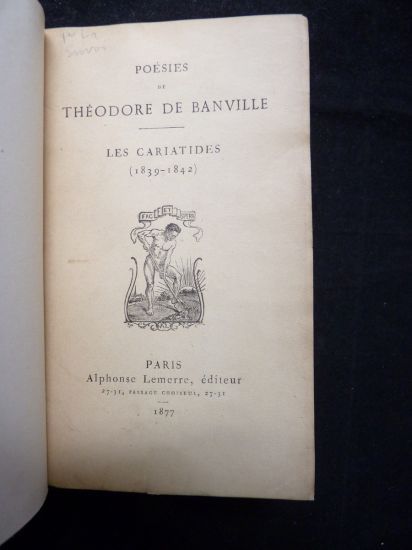 POÉSIES
DE
THÉODORE DE BANVILLE
LES CARIATIDES
(1839-1842)
FAC ET SPERA
AL
PARIS
Alphonse Lemerre, éditeur
27-31, PASSAGE CHOISEUL, 27-31
1877